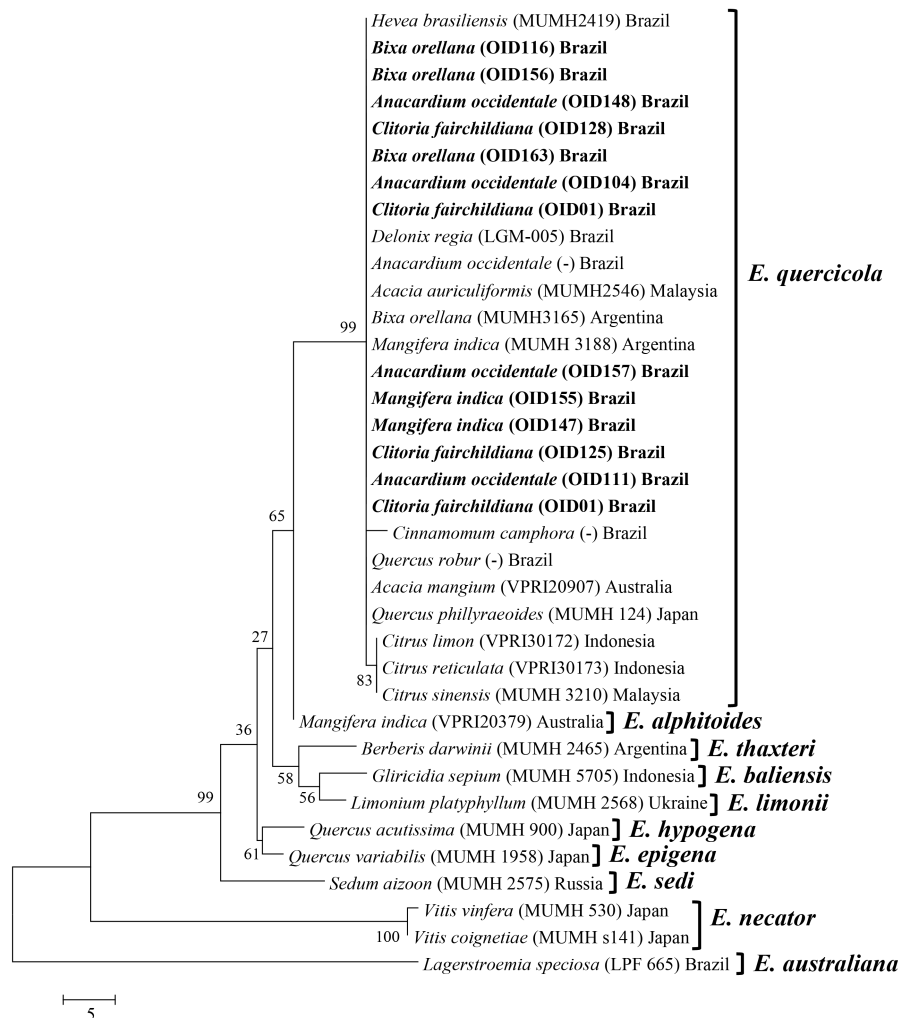 Hevea brasiliensis (MUMH2419) Brazil
Bixa orellana (OID116) Brazil
Bixa orellana (OID156) Brazil
Anacardium occidentale (OID148) Brazil
Clitoria fairchildiana (OID128) Brazil
Bixa orellana (OID163) Brazil
Anacardium occidentale (OID104) Brazil
Clitoria fairchildiana (OID01) Brazil
Delonix regia (LGM-005) Brazil
Anacardium occidentale (-) Brazil
E. quercicola
Acacia auriculiformis (MUMH2546) Malaysia
Bixa orellana (MUMH3165) Argentina
99
Mangifera indica (MUMH 3188) Argentina
Anacardium occidentale (OID157) Brazil
Mangifera indica (OID155) Brazil
Mangifera indica (OID147) Brazil
Clitoria fairchildiana (OID125) Brazil
Anacardium occidentale (OID111) Brazil
Clitoria fairchildiana (OID01) Brazil
65
Cinnamomum camphora (-) Brazil
Quercus robur (-) Brazil
Acacia mangium (VPRI20907) Australia
Quercus phillyraeoides (MUMH 124) Japan
27
Citrus limon (VPRI30172) Indonesia
Citrus reticulata (VPRI30173) Indonesia
83
Citrus sinensis (MUMH 3210) Malaysia
Mangifera indica (VPRI20379) Australia E. alphitoides
36
Berberis darwinii (MUMH 2465) Argentina E. thaxteri
58
Gliricidia sepium (MUMH 5705) Indonesia E. baliensis
56
Limonium platyphyllum (MUMH 2568) Ukraine E. limonii
99
Quercus acutissima (MUMH 900) Japan E. hypogena
61
Quercus variabilis (MUMH 1958) Japan E. epigena
Sedum aizoon (MUMH 2575) Russia E. sedi
Vitis vinfera (MUMH 530) Japan
E. necator
100
Vitis coignetiae (MUMH s141) Japan
Lagerstroemia speciosa (LPF 665) Brazil E. australiana
5